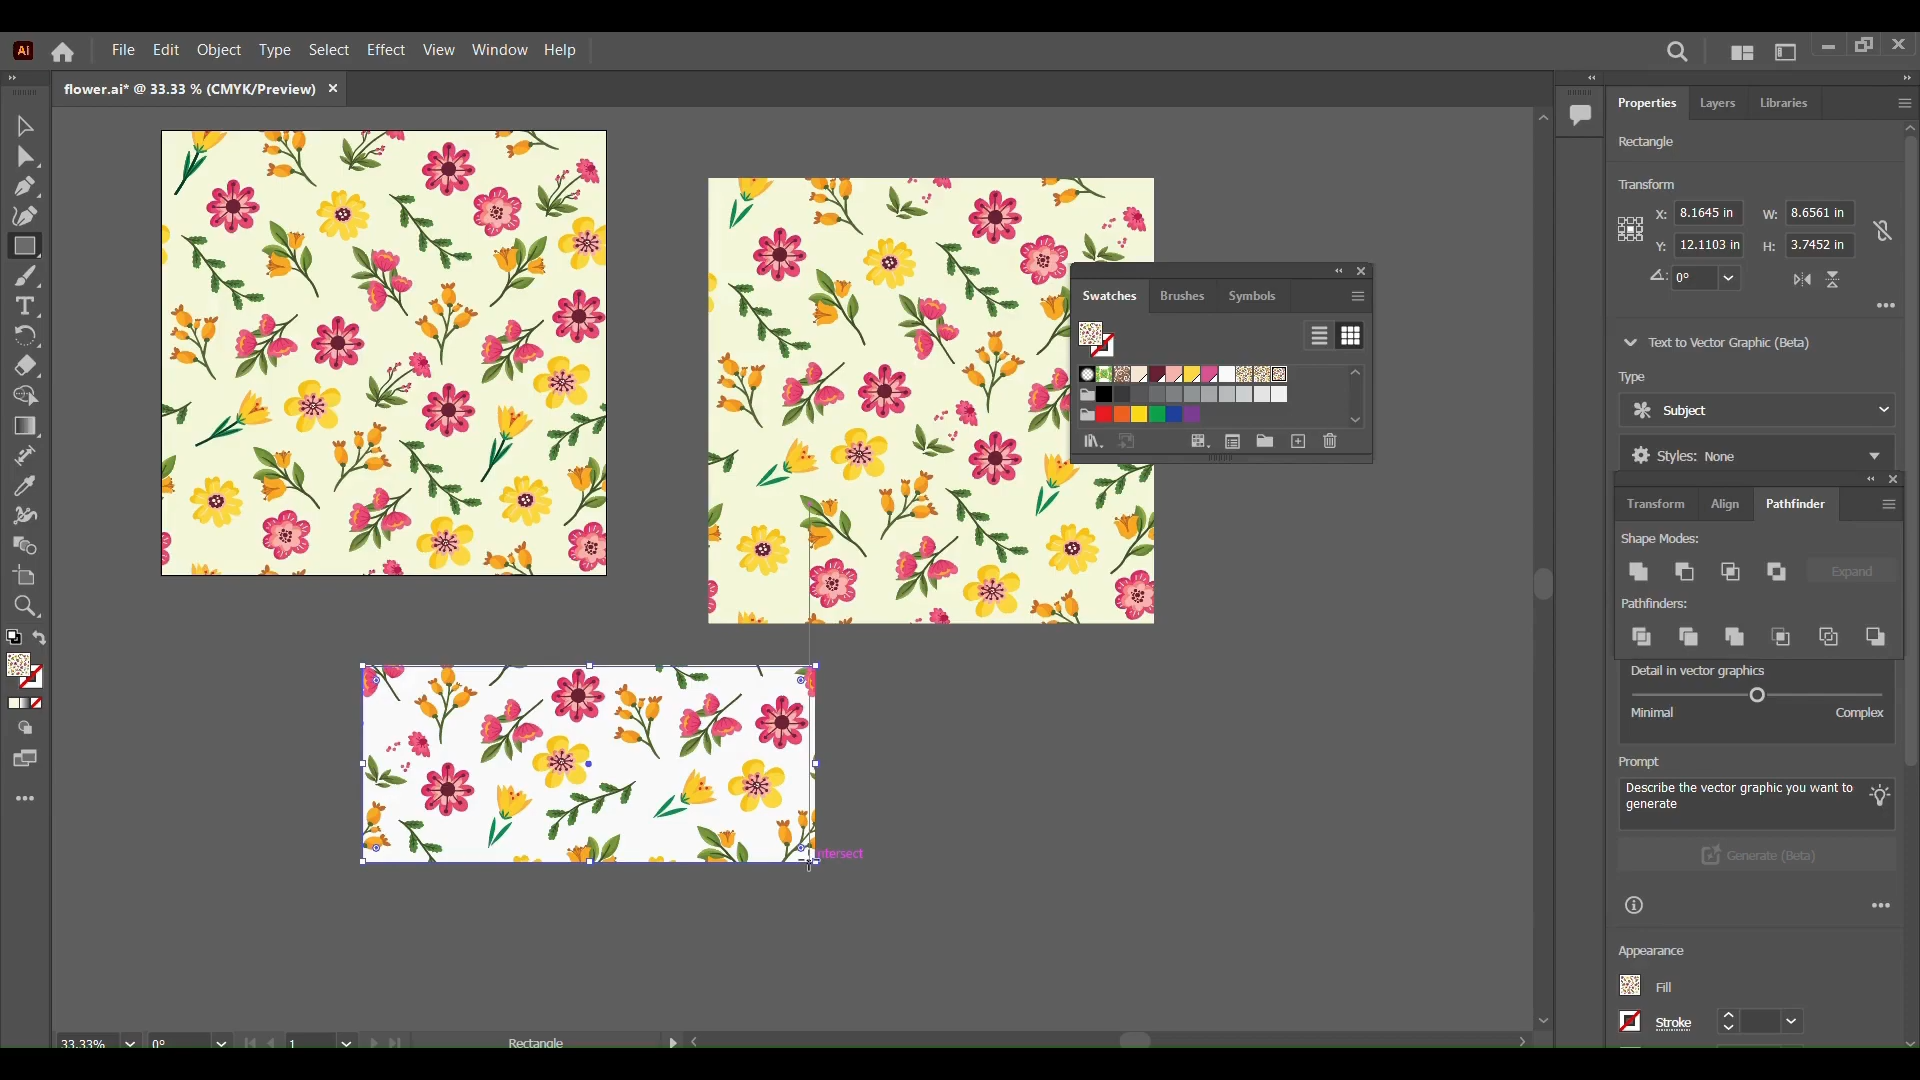 Ai
File Edit Object Type Select Effect View Window Help
flower.ai* @ 33.33 % (CMYK/Preview)
Properties Layers Libraries
Rectangle
Transform
X: 8.1645 in W: 8.6561 in
Y: 12.1103 in H: 3.7452 in
0°
Text to Vector Graphic (Beta)
Type
Subject
Styles: None
Swatches Brushes Symbols
Transform Align Pathfinder
Shape Modes:
Expand
Pathfinders:
Detail in vector graphics
Minimal Complex
Prompt
Describe the vector graphic you want to
generate
Generate (Beta)
Appearance
Fill
Stroke
intersect
33.33% 0° 1 Rectangle